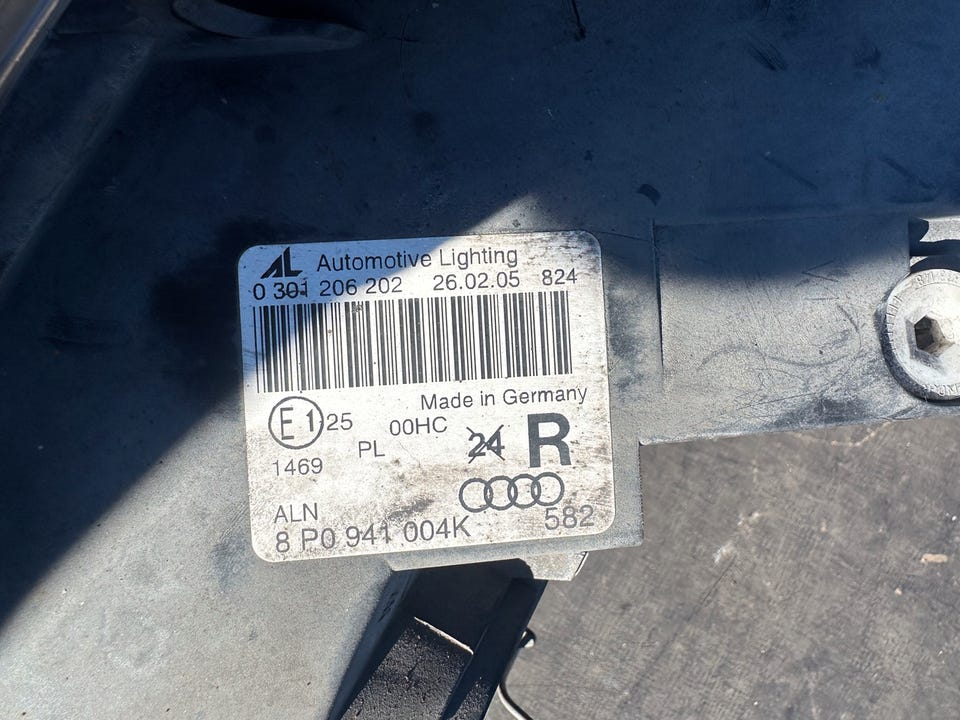 AL Automotive Lighting
0 301 206 202 26.02.05 824
Made in Germany
E1 25 00HC 24 R
1469 PL
ALN
8 P0 941 004K 582